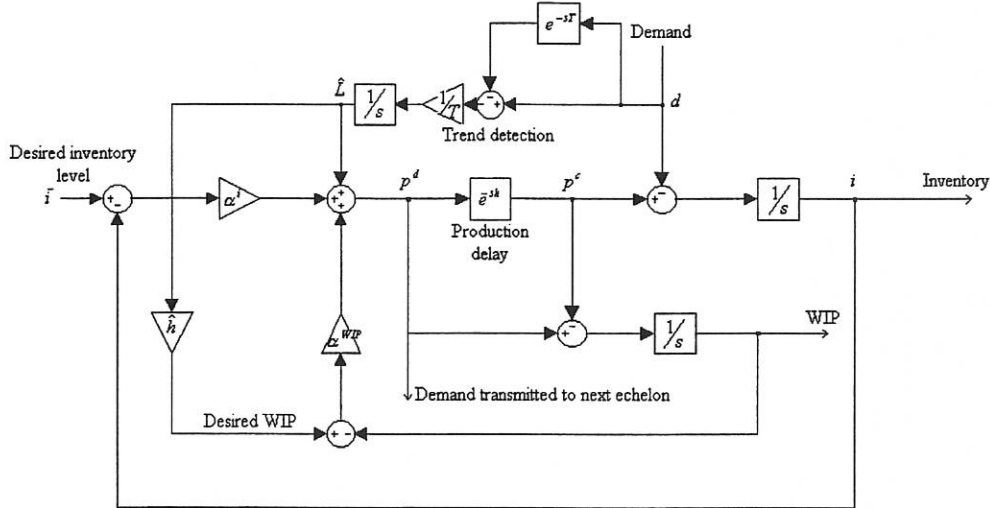 e^{-sT}
Demand
L̂
1/s
1/T
- +
d
Trend detection
Desired inventory
level
ī
+ -
α^i
+ + +
p^d
ē^{sh}
p^c
+ -
1/s
i
Inventory
Production
delay
ĥ
α^{WIP}
+ -
1/s
WIP
Demand transmitted to next echelon
Desired WIP
+ -